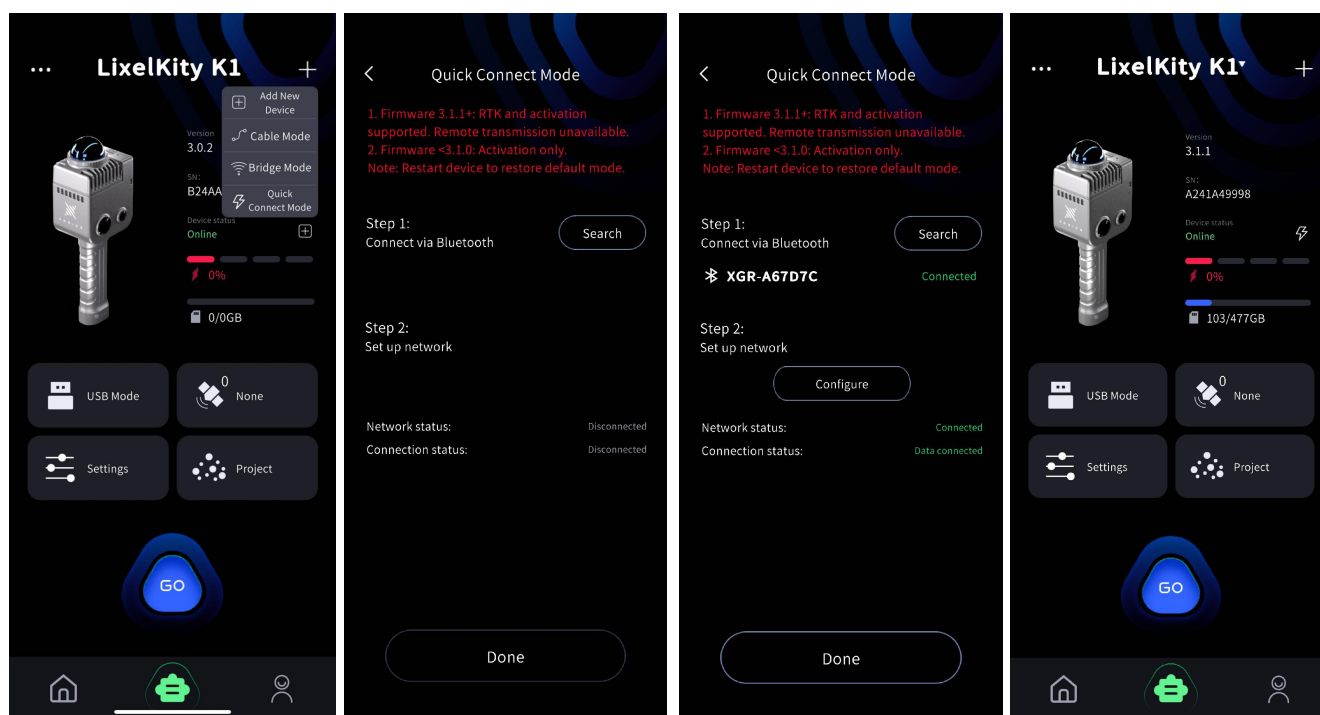 LixelKity K1
Add New
Device
Cable Mode
Bridge Mode
Quick
Connect Mode
Version
3.0.2
SN:
B24AA
Device status
Online
0%
0/0GB
USB Mode
0
None
Settings
Project
GO
Quick Connect Mode
1. Firmware 3.1.1+: RTK and activation
supported. Remote transmission unavailable.
2. Firmware <3.1.0: Activation only.
Note: Restart device to restore default mode.
Step 1:
Connect via Bluetooth
Search
Step 2:
Set up network
Network status:
Disconnected
Connection status:
Disconnected
Done
Quick Connect Mode
1. Firmware 3.1.1+: RTK and activation
supported. Remote transmission unavailable.
2. Firmware <3.1.0: Activation only.
Note: Restart device to restore default mode.
Step 1:
Connect via Bluetooth
Search
XGR-A67D7C
Connected
Step 2:
Set up network
Configure
Network status:
Connected
Connection status:
Data connected
Done
LixelKity K1
Version
3.1.1
SN:
A241A49998
Device status
Online
0%
103/477GB
USB Mode
0
None
Settings
Project
GO